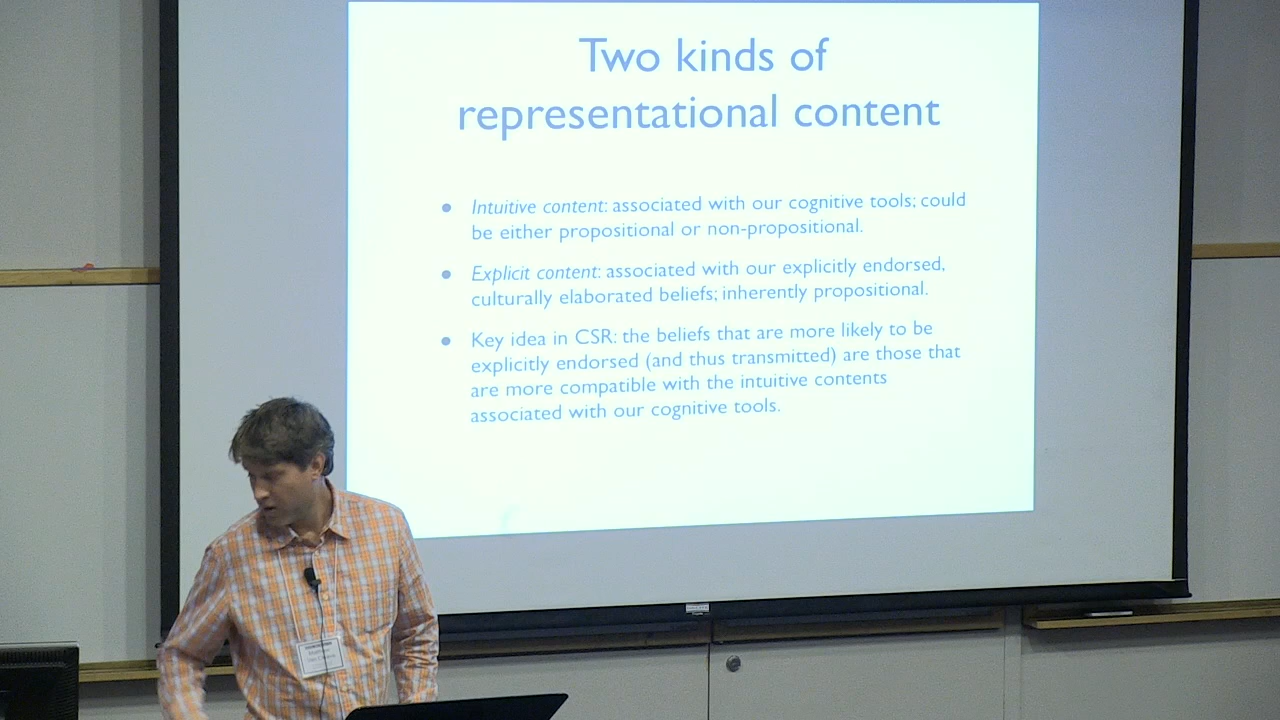 Two kinds of
representational content
• Intuitive content: associated with our cognitive tools; could
be either propositional or non-propositional.
• Explicit content: associated with our explicitly endorsed,
culturally elaborated beliefs; inherently propositional.
• Key idea in CSR: the beliefs that are more likely to be
explicitly endorsed (and thus transmitted) are those that
are more compatible with the intuitive contents
associated with our cognitive tools.